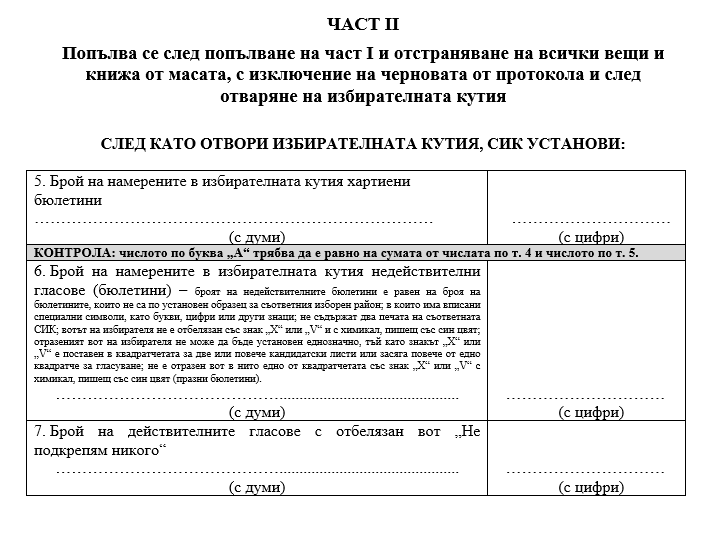 ЧАСТ II
Попълва се след попълване на част I и отстраняване на всички вещи и
книжа от масата, с изключение на черновата от протокола и след
отваряне на избирателната кутия
СЛЕД КАТО ОТВОРИ ИЗБИРАТЕЛНАТА КУТИЯ, СИК УСТАНОВИ:
5. Брой на намерените в избирателната кутия хартиени
бюлетини
…………………………………………………………………… …………………………
(с думи) (с цифри)
КОНТРОЛА: числото по буква „А“ трябва да е равно на сумата от числата по т. 4 и числото по т. 5.
6. Брой на намерените в избирателната кутия недействителни
гласове (бюлетини) – броят на недействителните бюлетини е равен на броя на
бюлетините, които не са по установен образец за съответния изборен район; в които има вписани
специални символи, като букви, цифри или други знаци; не съдържат два печата на съответната
СИК; вотът на избирателя не е отбелязан със знак „X“ или „V“ и с химикал, пишещ със син цвят;
отразеният вот на избирателя не може да бъде установен еднозначно, тъй като знакът „X“ или
„V“ е поставен в квадратчетата за две или повече кандидатски листи или засяга повече от едно
квадратче за гласуване; не е отразен вот в нито едно от квадратчетата със знак „X“ или „V“ с
химикал, пишещ със син цвят (празни бюлетини).
……………………………........................................... …………………………
(с думи) (с цифри)
7. Брой на действителните гласове с отбелязан вот „Не
подкрепям никого“
……………………………........................................... …………………………
(с думи) (с цифри)